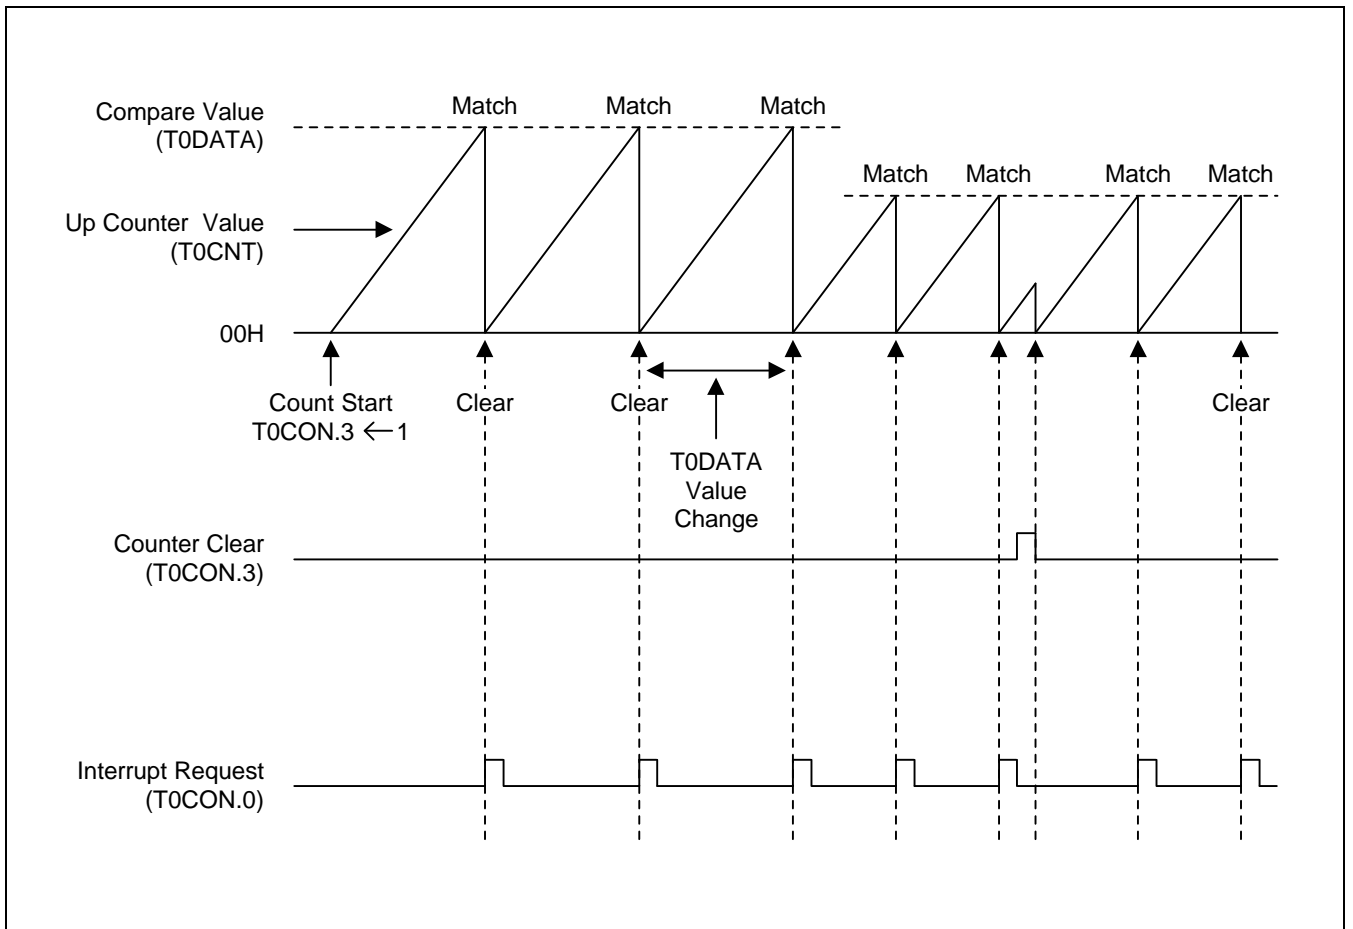 Compare Value
(T0DATA)
Match
Match
Match
Match
Match
Match
Match
Up Counter Value
(T0CNT)
00H
Count Start
T0CON.3 ←1
Clear
Clear
Clear
T0DATA
Value
Change
Counter Clear
(T0CON.3)
Interrupt Request
(T0CON.0)